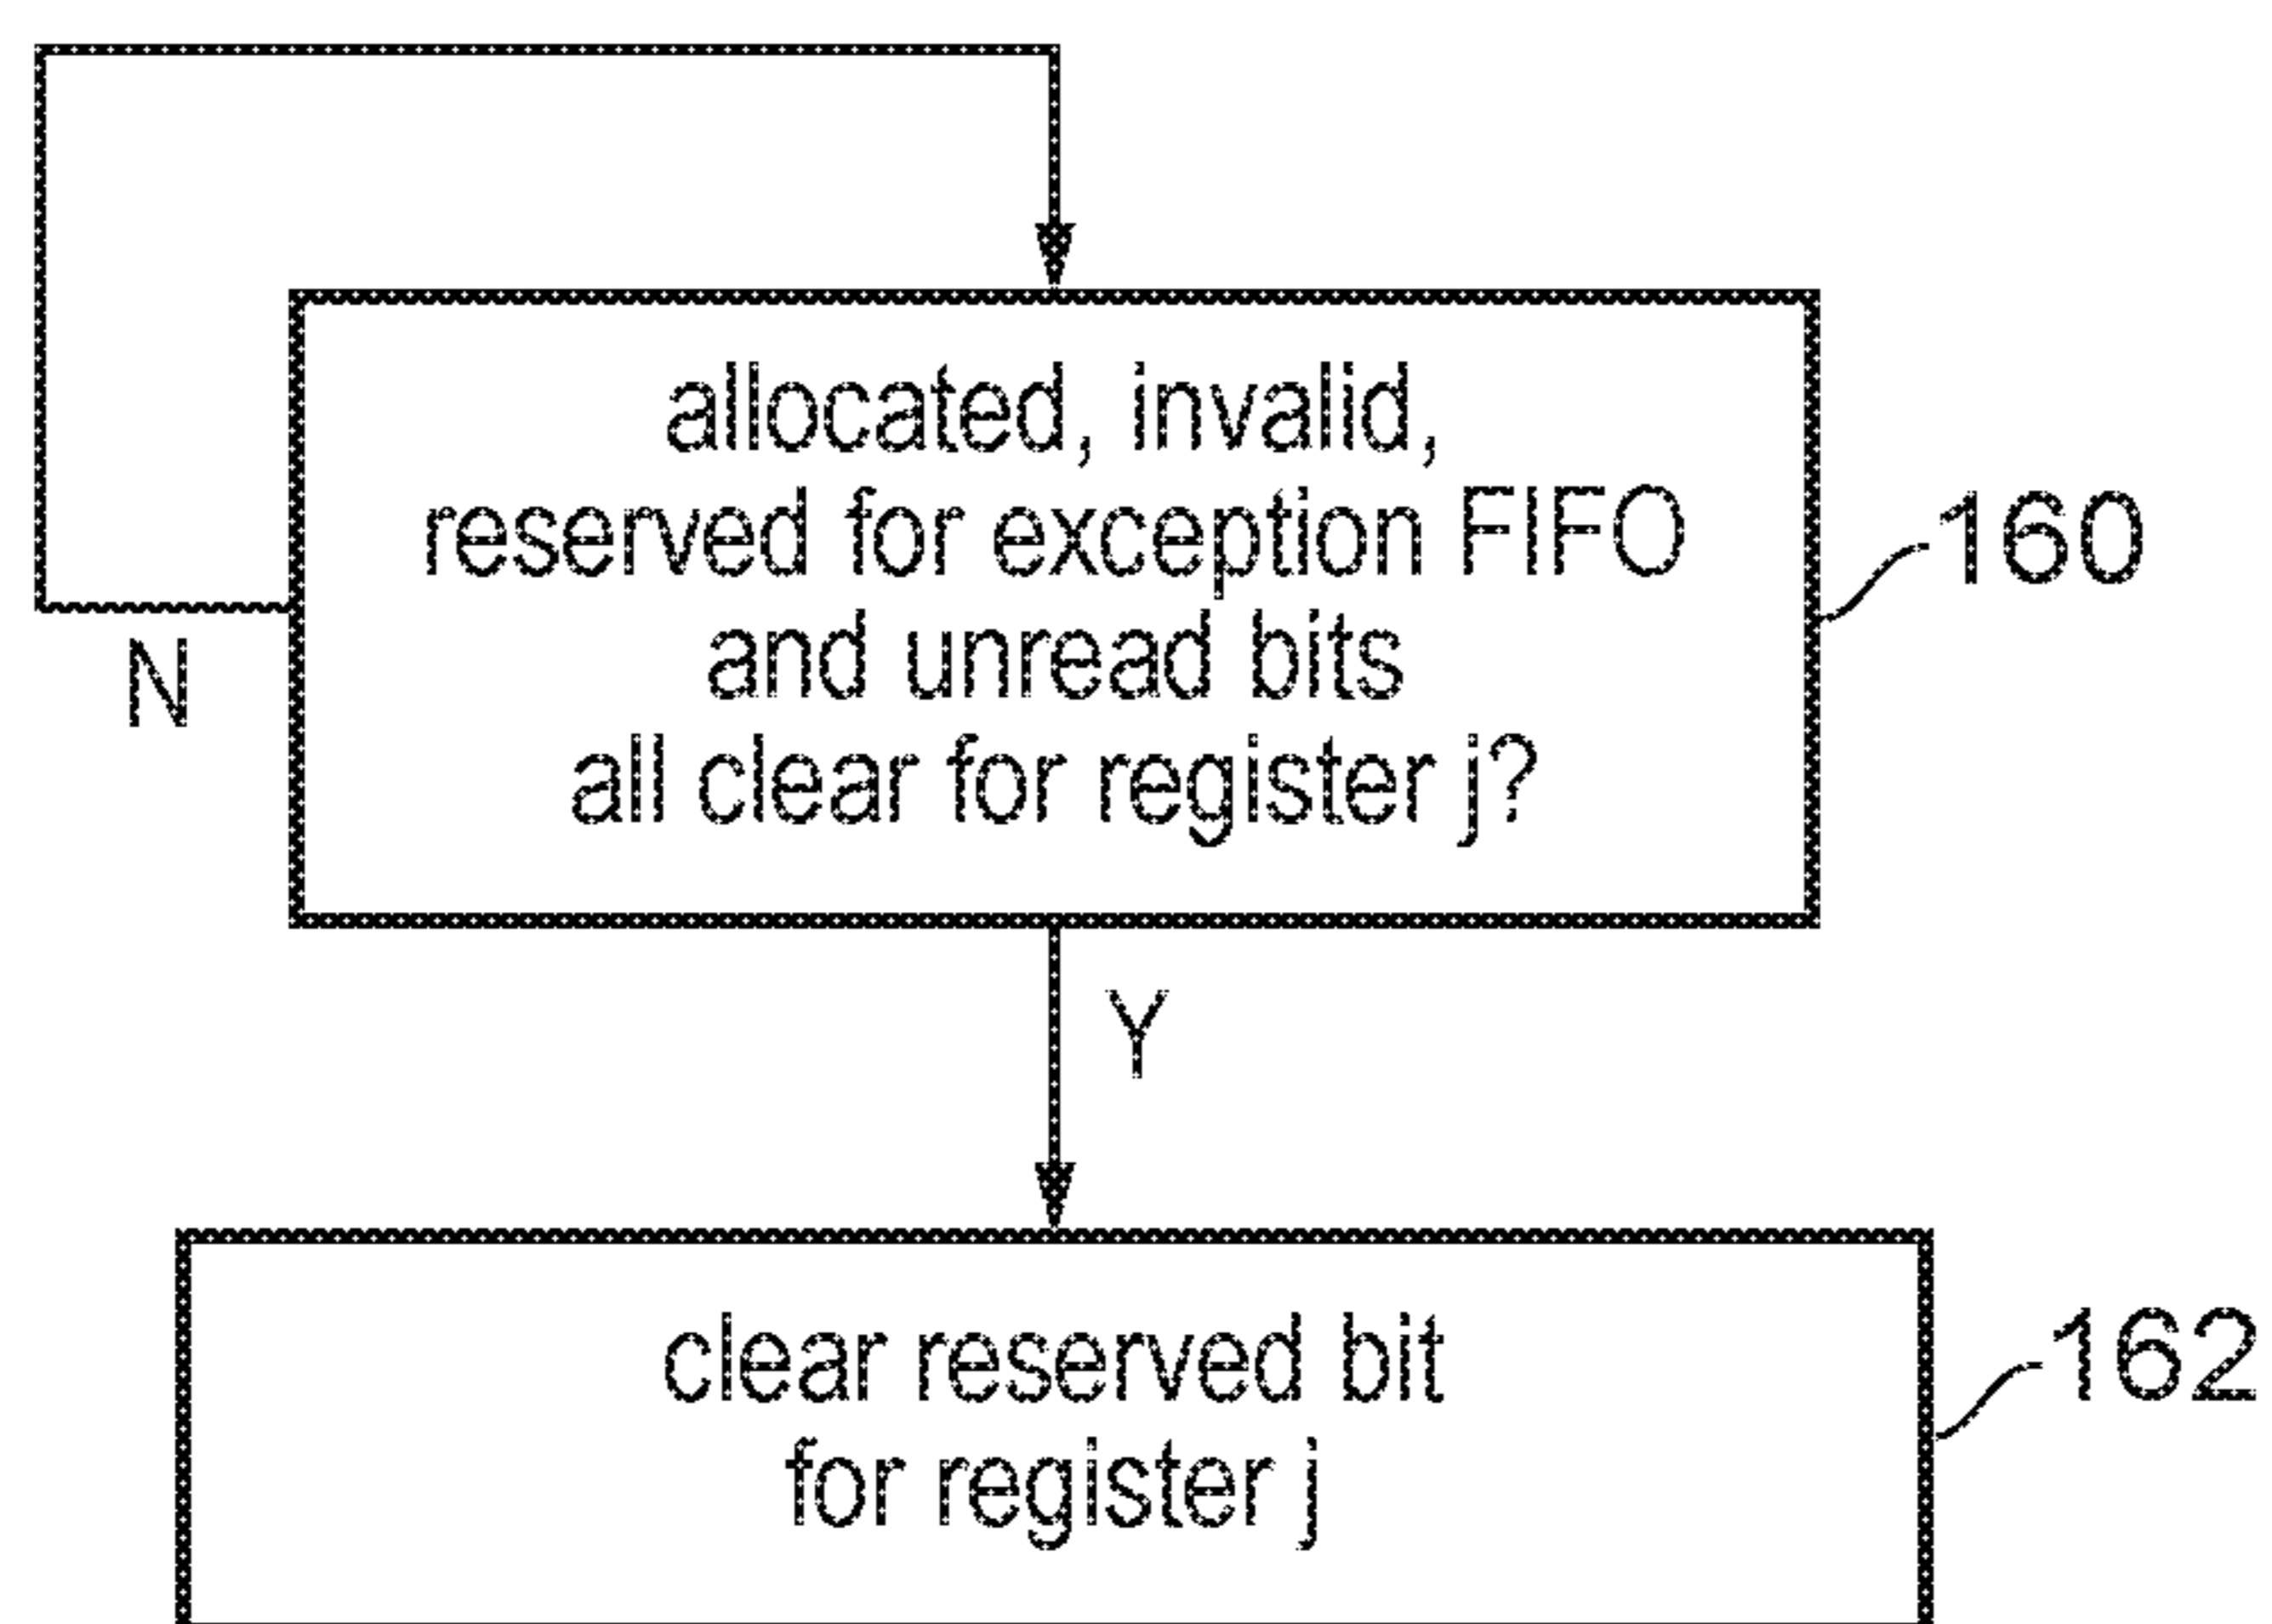 allocated, invalid,
reserved for exception FIFO
and unread bits
all clear for register j?
160
N
Y
clear reserved bit
for register j
162